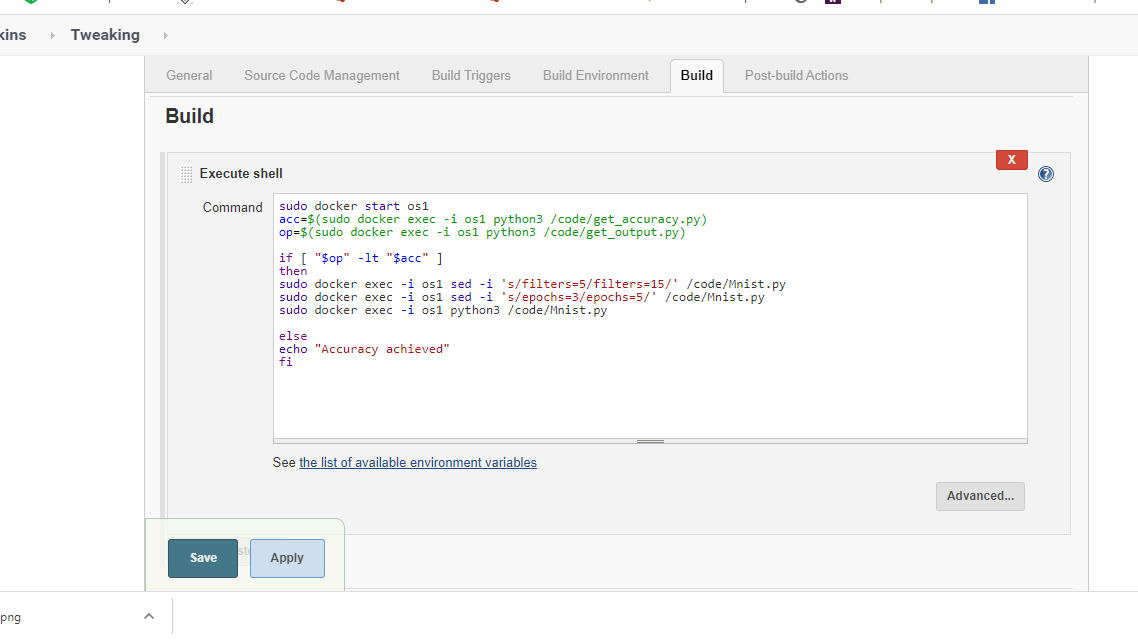 kins
Tweaking
General Source Code Management Build Triggers Build Environment Build Post-build Actions
Build
X
Execute shell
?
Command
sudo docker start os1
acc=$(sudo docker exec -i os1 python3 /code/get_accuracy.py)
op=$(sudo docker exec -i os1 python3 /code/get_output.py)
if [ "$op" -lt "$acc" ]
then
sudo docker exec -i os1 sed -i 's/filters=5/filters=15/' /code/Mnist.py
sudo docker exec -i os1 sed -i 's/epochs=3/epochs=5/' /code/Mnist.py
sudo docker exec -i os1 python3 /code/Mnist.py
else
echo "Accuracy achieved"
fi
See the list of available environment variables
Advanced...
Save
Apply
png